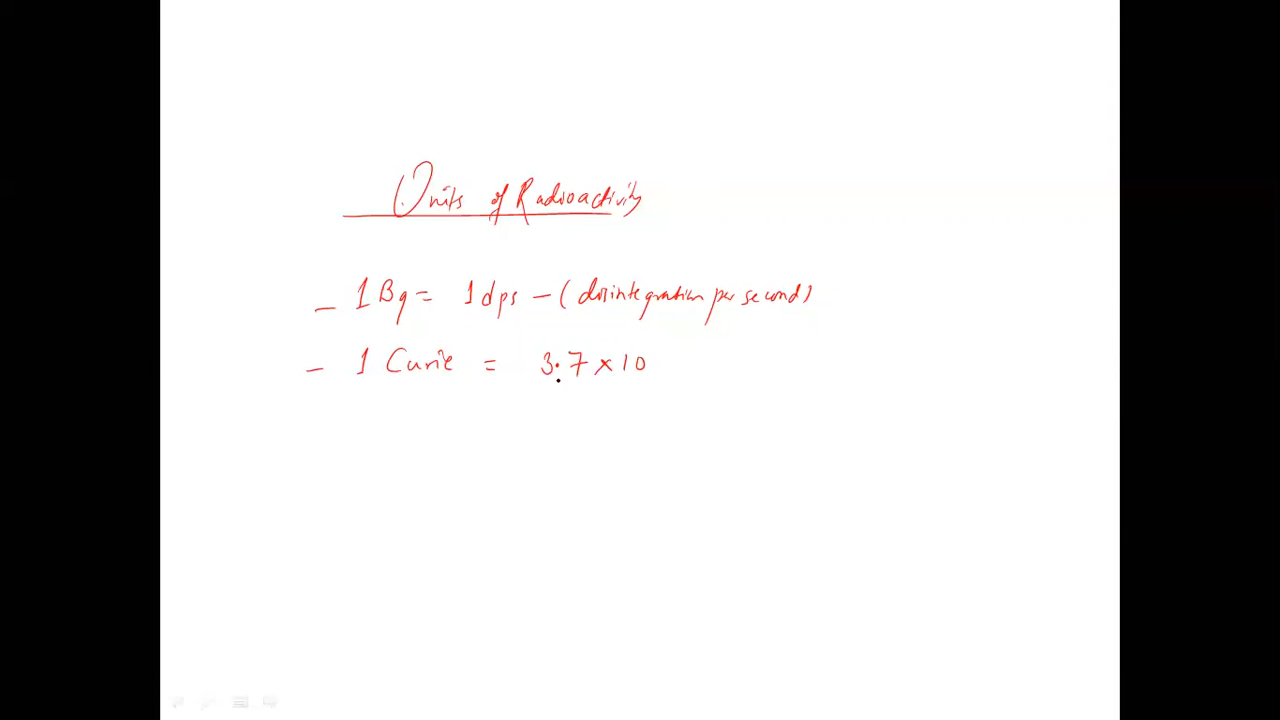 Units of Radioactivity
- 1 Bq = 1 dps - (disintegration per second)
- 1 Curie = 3.7 × 10